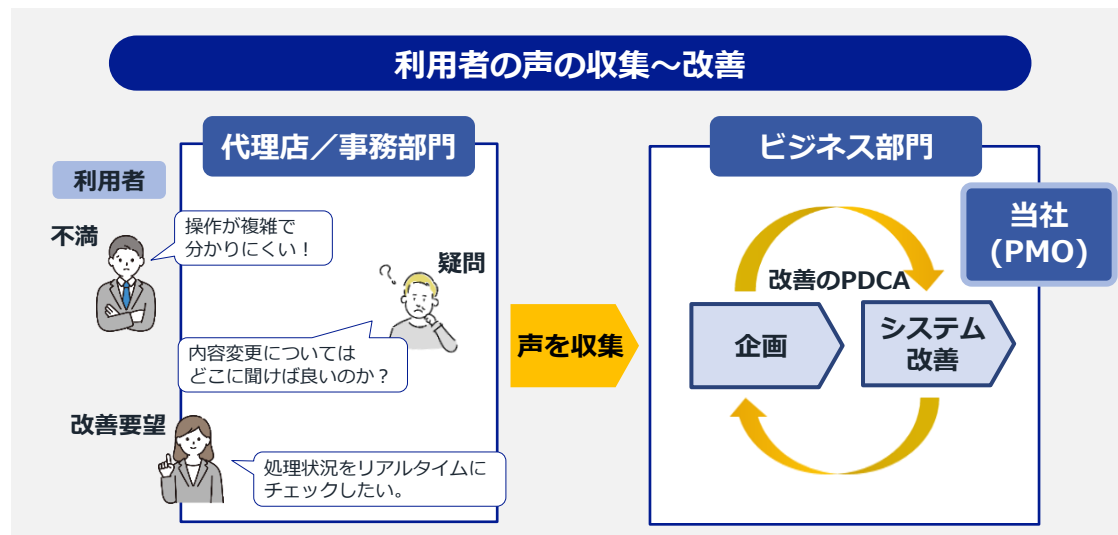 利用者の声の収集～改善
代理店／事務部門
利用者
不満
操作が複雑で
分かりにくい！
疑問
?
内容変更については
どこに聞けば良いのか？
改善要望
処理状況をリアルタイムに
チェックしたい。
声を収集
ビジネス部門
当社
(PMO)
改善のPDCA
企画
システム
改善